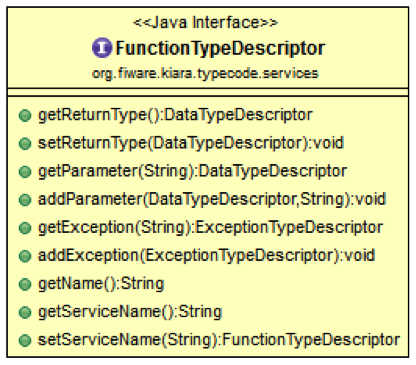 <<Java Interface>>
I FunctionTypeDescriptor
org.fiware.kiara.typecode.services
getReturnType():DataTypeDescriptor
setReturnType(DataTypeDescriptor):void
getParameter(String):DataTypeDescriptor
addParameter(DataTypeDescriptor,String):void
getException(String):ExceptionTypeDescriptor
addException(ExceptionTypeDescriptor):void
getName():String
getServiceName():String
setServiceName(String):FunctionTypeDescriptor